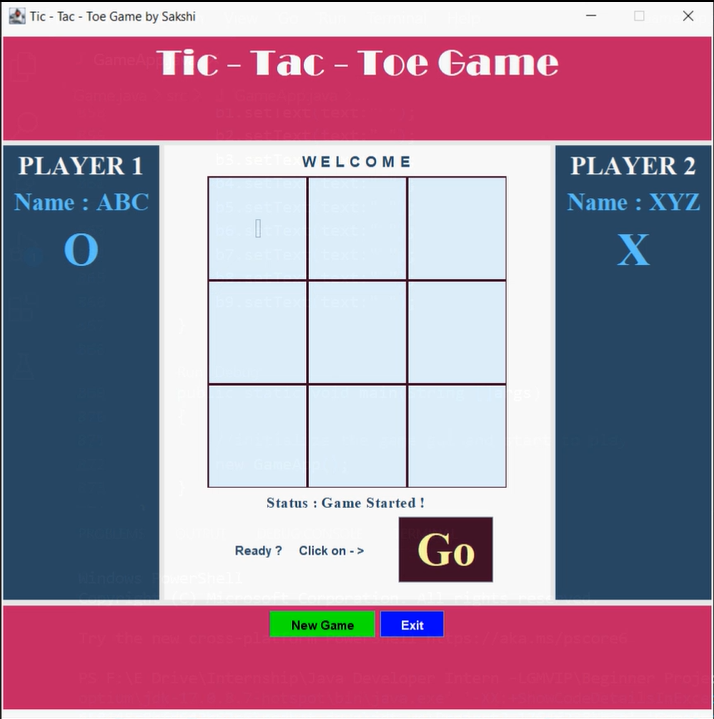 Tic - Tac - Toe Game by Sakshi
Tic - Tac - Toe Game
PLAYER 1
Name : ABC
O
WELCOME
PLAYER 2
Name : XYZ
X
Status : Game Started !
Ready ? Click on - >
Go
New Game
Exit